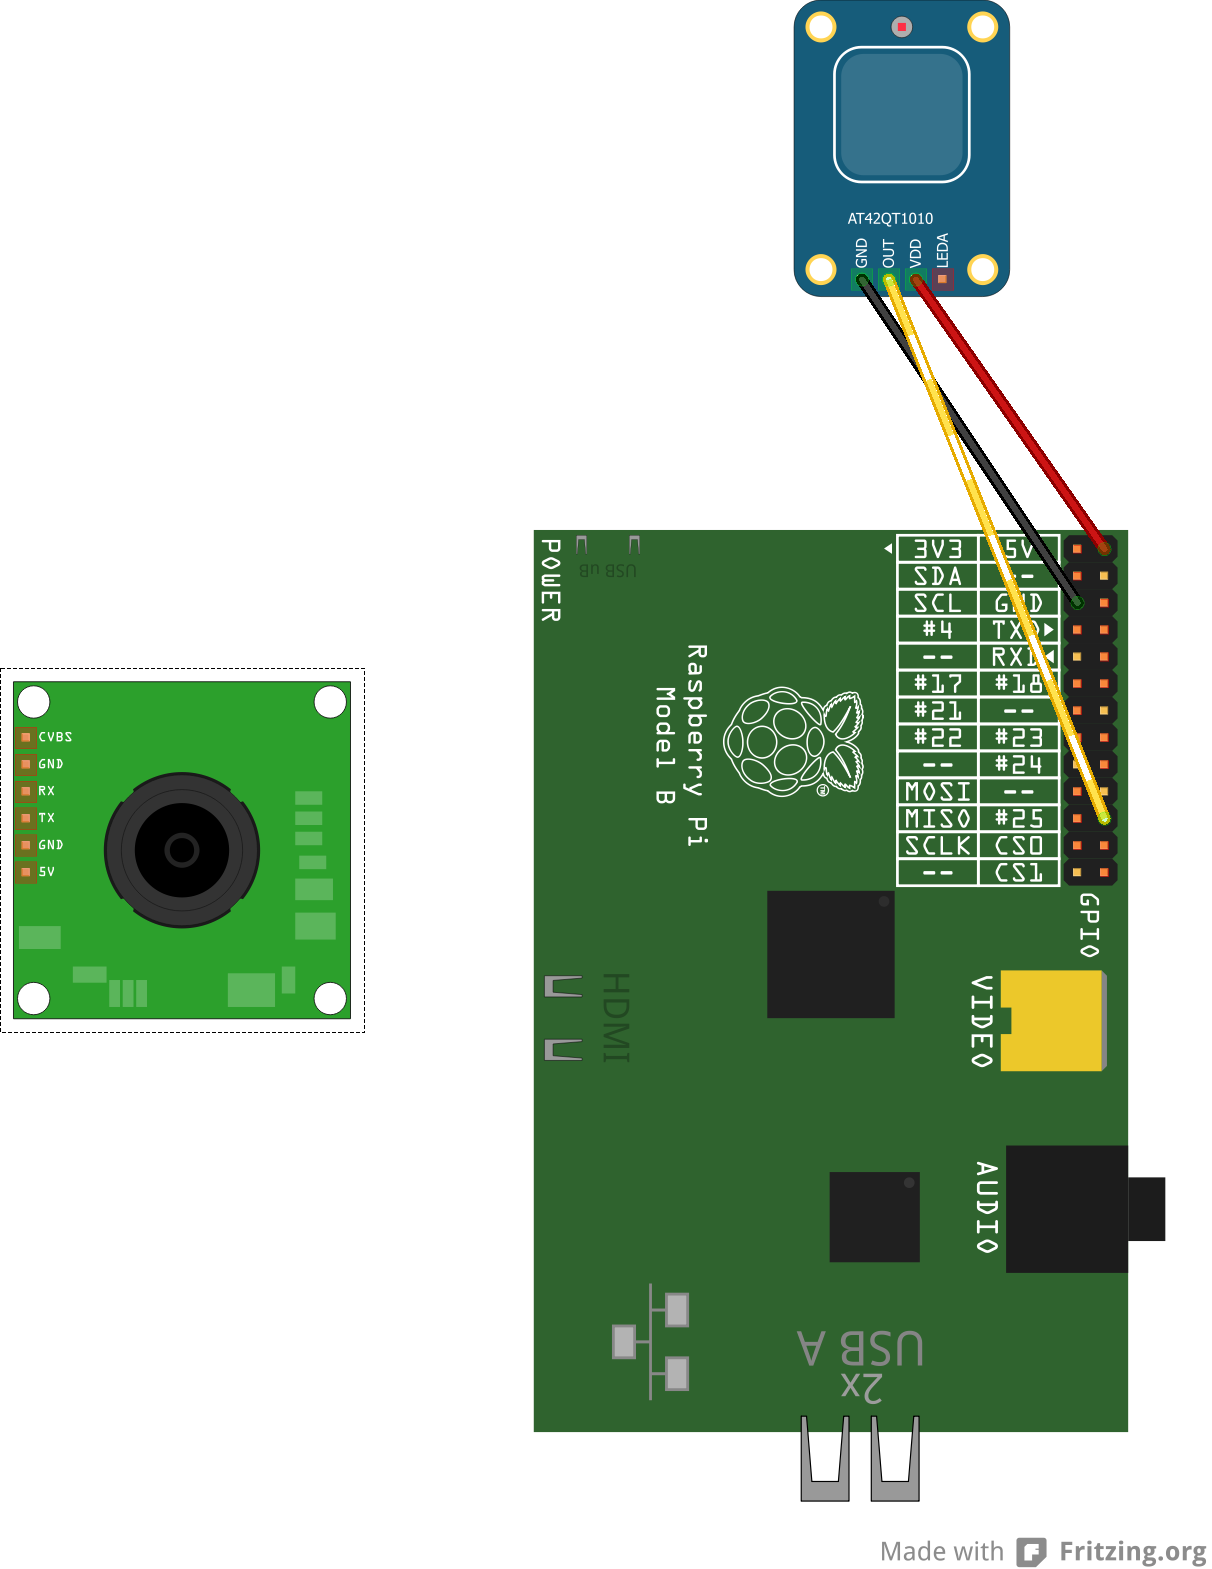 AT42QT1010
GND
OUT
VDD
LEDA
POWER
USB uB
3V3 5V
SDA --
SCL GND
#4 TXD
-- RXD
#17 #18
#21 --
#22 #23
-- #24
MOSI --
MISO #25
SCLK CS0
-- CS1
GPIO
Raspberry Pi
Model B
TM
CVBS
GND
RX
TX
GND
5V
HDMI
VIDEO
AUDIO
USB A
2x
Made with Fritzing.org